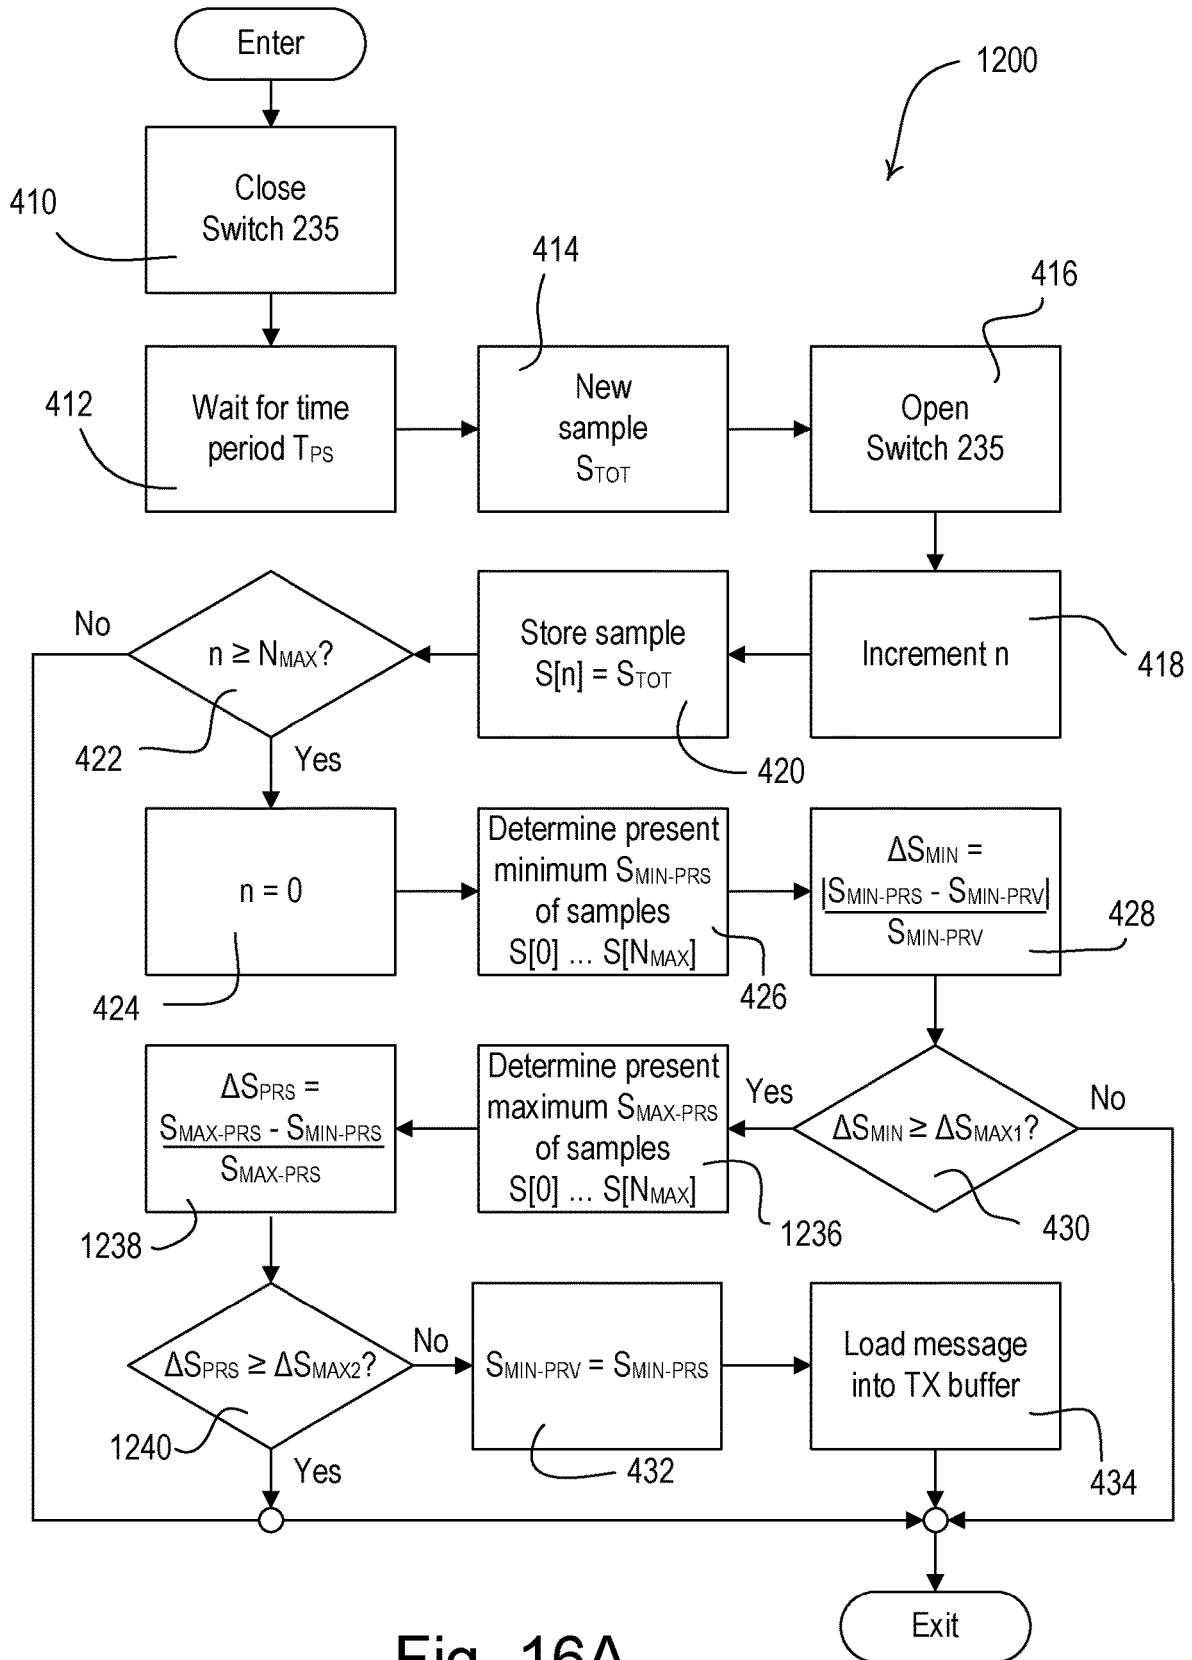 Enter
1200
Close
Switch 235
410
414
416
Wait for time
period TPS
412
New
sample
STOT
Open
Switch 235
No
n ≥ NMAX?
422
Yes
Store sample
S[n] = STOT
420
Increment n
418
n = 0
424
Determine present
minimum SMIN-PRS
of samples
S[0] ... S[NMAX]
426
ΔSMIN =
|SMIN-PRS - SMIN-PRV|
SMIN-PRV
428
ΔSPRS =
SMAX-PRS - SMIN-PRS
SMAX-PRS
1238
Determine present
maximum SMAX-PRS
of samples
S[0] ... S[NMAX]
1236
Yes
ΔSMIN ≥ ΔSMAX1?
No
430
ΔSPRS ≥ ΔSMAX2?
No
1240
Yes
SMIN-PRV = SMIN-PRS
432
Load message
into TX buffer
434
Exit
Fig. 16A